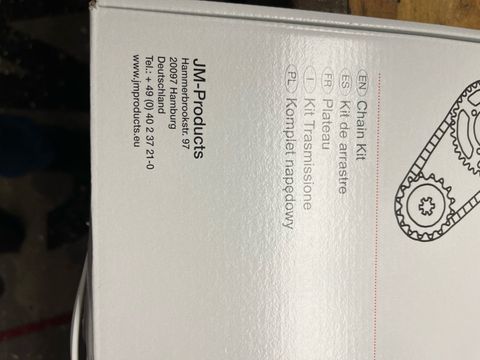 EN Chain Kit
ES Kit de arrastre
FR Plateau
I Kit Trasmissione
PL Komplet napędowy
JM-Products
Hammerbrookstr. 97
20097 Hamburg
Deutschland
Tel.: + 49 (0) 40 2 37 21-0
www.jmproducts.eu